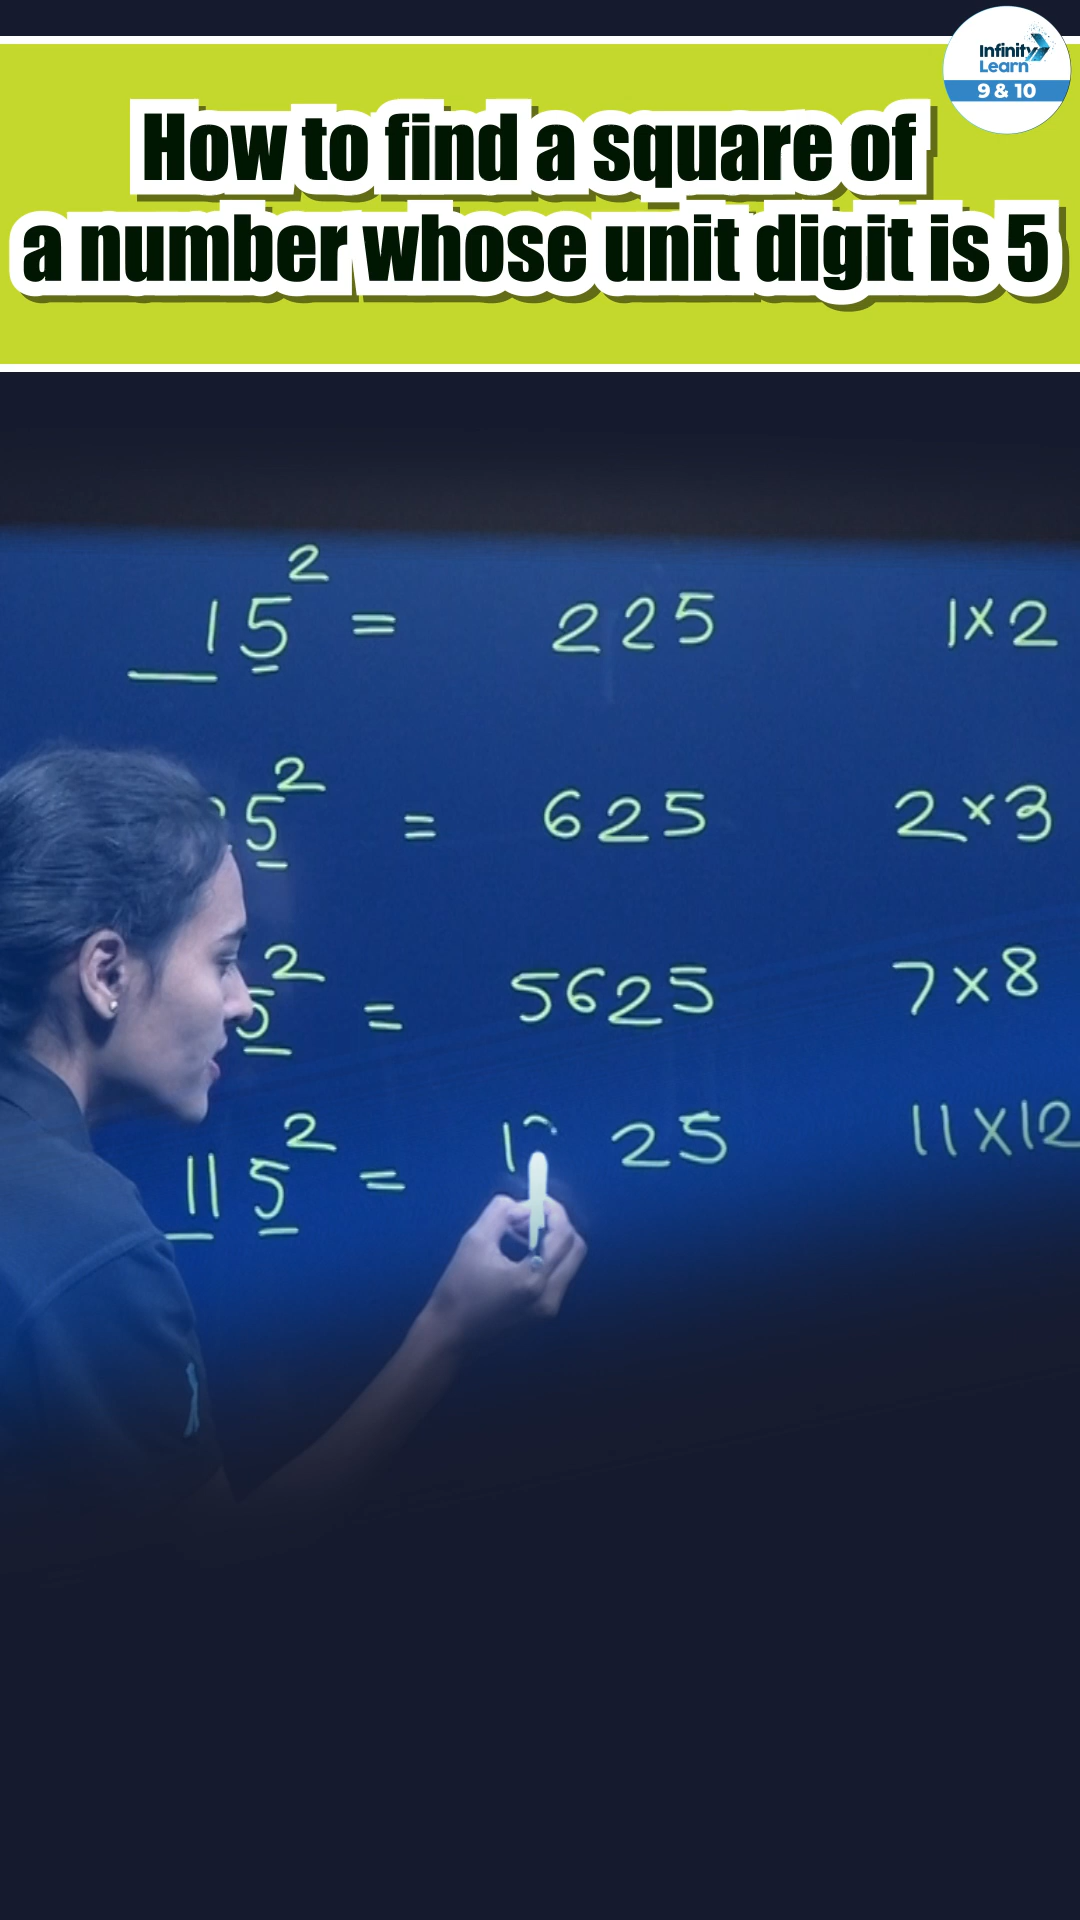 Infinity
Learn
9 & 10
How to find a square of
a number whose unit digit is 5
15² = 225 1×2
5² = 625 2×3
5² = 5625 7×8
115² = 1 25 11×12